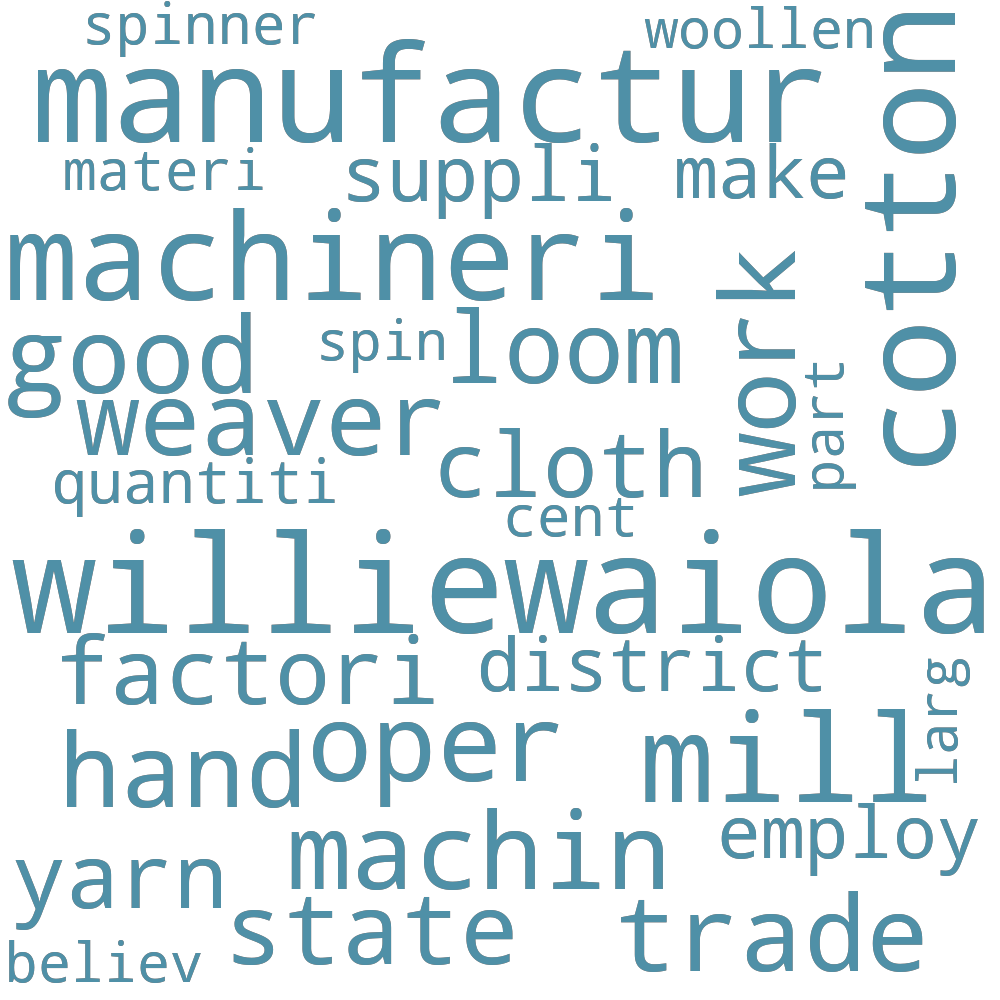 spinner
woollen
manufactur
cotton
materi
suppli
make
machineri
work
good
spin
loom
part
weaver
cloth
quantiti
cent
williewaiola
factori
district
larg
hand
oper
mill
machin
employ
yarn
state
trade
believ